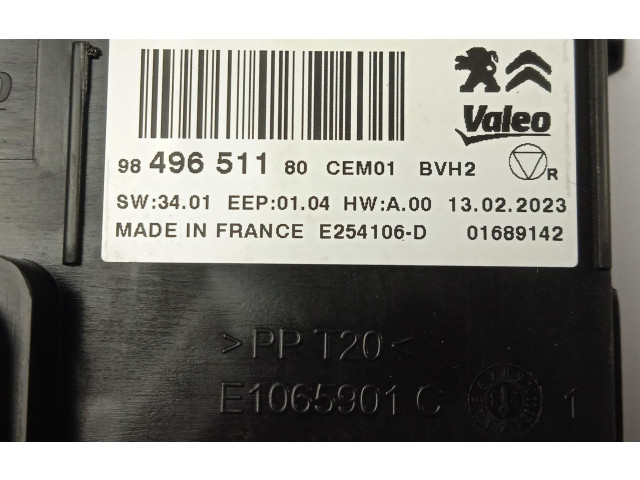 Valeo
98 496 511 80 CEM01 BVH2 R
SW:34.01 EEP:01.04 HW:A.00 13.02.2023
MADE IN FRANCE E254106-D 01689142
>PP T20<
E1065901 C 1